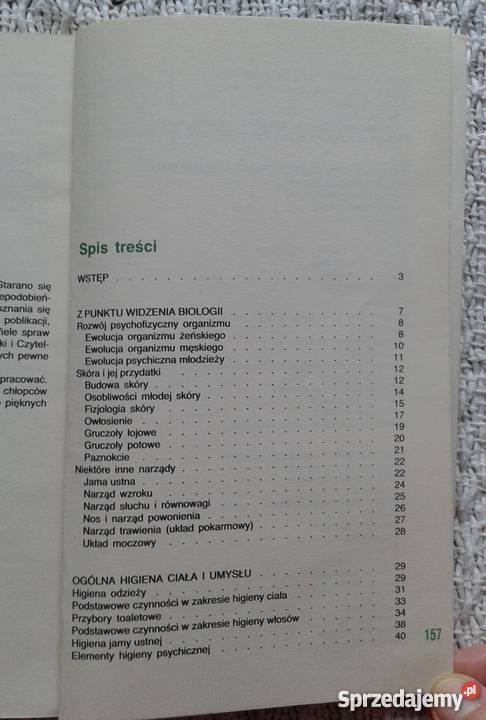 Starano się
epodobień-
oznania się
publikacji,
Wiele spraw
ki i Czytel-
ych pewne
pracować.
chłopców
pięknych
Spis treści
WSTĘP . . . . . . . . . . 3
Z PUNKTU WIDZENIA BIOLOGII . . . . . 7
Rozwój psychofizyczny organizmu . . . . . 8
Ewolucja organizmu żeńskiego . . . . . 8
Ewolucja organizmu męskiego . . . . . 10
Ewolucja psychiczna młodzieży . . . . . 11
Skóra i jej przydatki . . . . . 12
Budowa skóry . . . . . 12
Osobliwości młodej skóry . . . . . 14
Fizjologia skóry . . . . . 15
Owłosienie . . . . . 17
Gruczoły łojowe . . . . . 19
Gruczoły potowe . . . . . 20
Paznokcie . . . . . 21
Niektóre inne narządy . . . . . 22
Jama ustna . . . . . 22
Narząd wzroku . . . . . 24
Narząd słuchu i równowagi . . . . . 25
Nos i narząd powonienia . . . . . 26
Narząd trawienia (układ pokarmowy) . . . . . 27
Układ moczowy . . . . . 28
OGÓLNA HIGIENA CIAŁA I UMYSŁU . . . . . 29
Higiena odzieży . . . . . 29
Podstawowe czynności w zakresie higieny ciała . . . . . 31
Przybory toaletowe . . . . . 33
Podstawowe czynności w zakresie higieny włosów . . . . . 34
Higiena jamy ustnej . . . . . 38
Elementy higieny psychicznej . . . . . 40
157
Sprzedajemy.pl